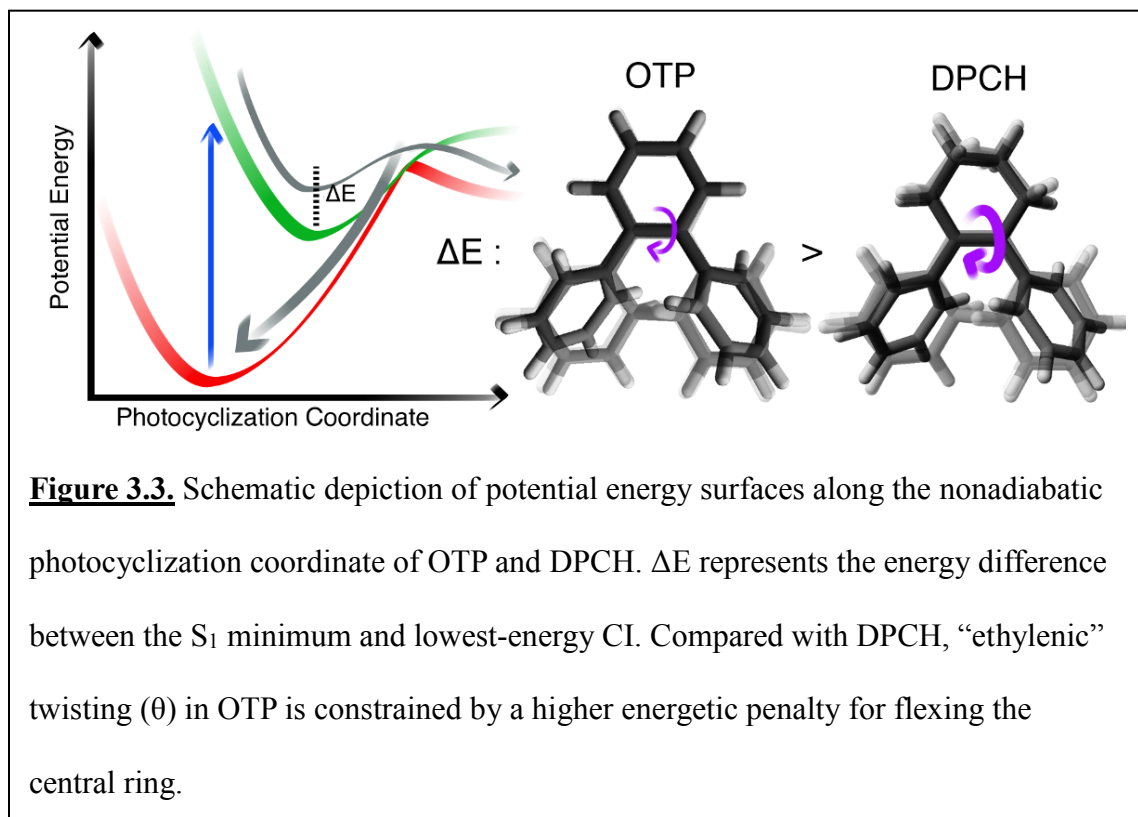 OTP
DPCH
Potential Energy
ΔE
ΔE :
>
Photocyclization Coordinate
Figure 3.3. Schematic depiction of potential energy surfaces along the nonadiabatic
photocyclization coordinate of OTP and DPCH. ΔE represents the energy difference
between the S₁ minimum and lowest-energy CI. Compared with DPCH, “ethylenic”
twisting (θ) in OTP is constrained by a higher energetic penalty for flexing the
central ring.